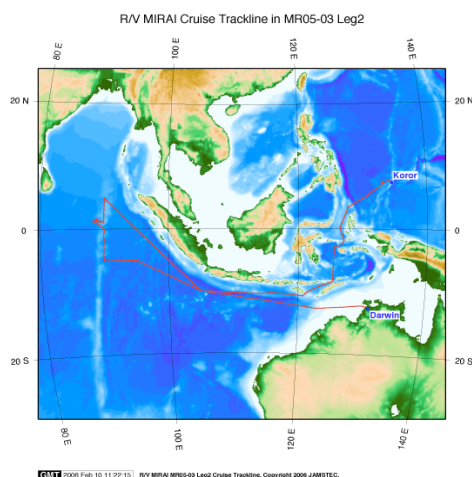 R/V MIRAI Cruise Trackline in MR05-03 Leg2
80 E
100 E
120 E
140 E
20 N
20 N
Koror
0
0
Darwin
20 S
20 S
80 E
100 E
120 E
140 E
GMT 2006 Feb 10 11:22:15 R/V MIRAI MR05-03 Leg2 Cruise Trackline. Copyright 2006 JAMSTEC.